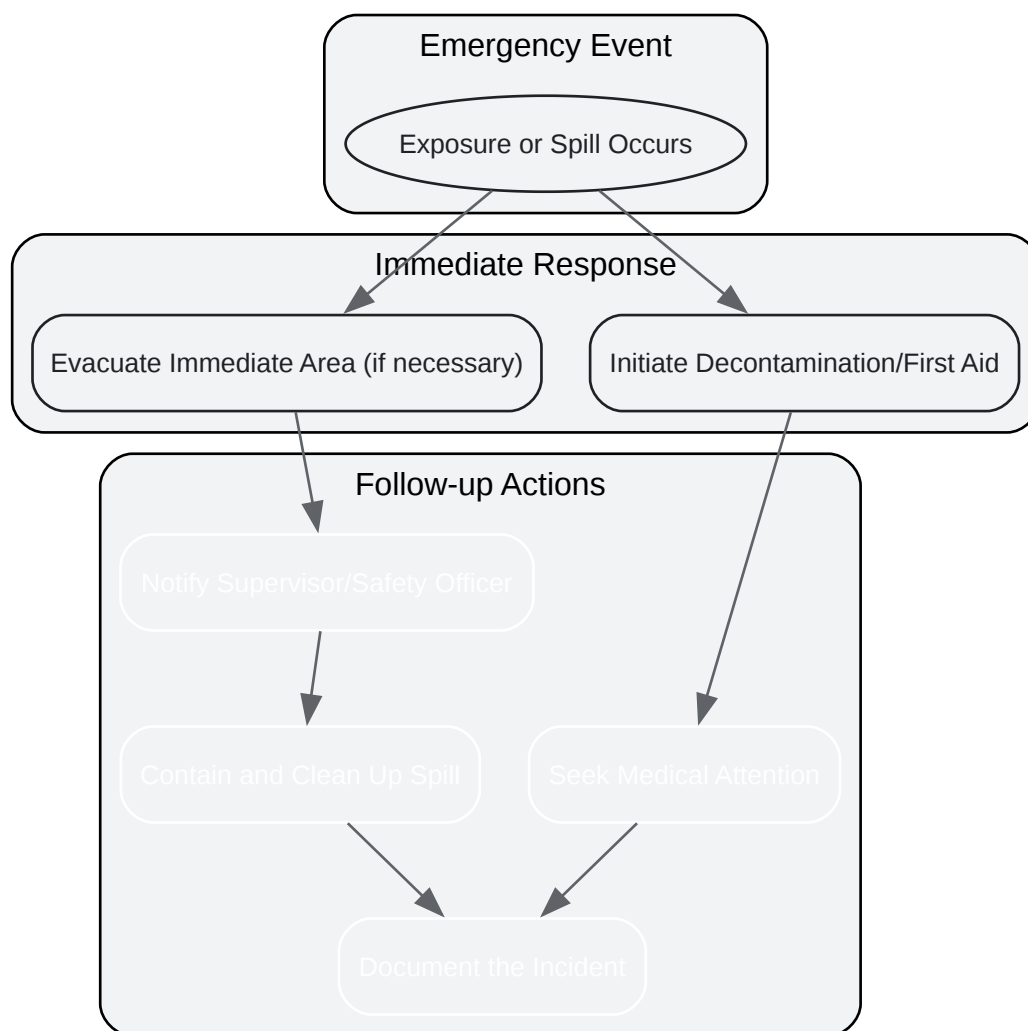 Emergency Event
Exposure or Spill Occurs
Immediate Response
Evacuate Immediate Area (if necessary)
Initiate Decontamination/First Aid
Follow-up Actions
Notify Supervisor/Safety Officer
Contain and Clean Up Spill
Seek Medical Attention
Document the Incident